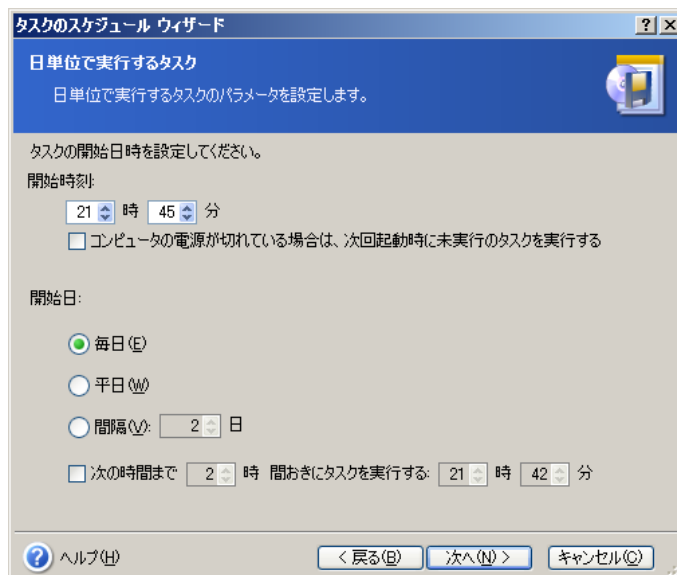 タスクのスケジュール ウィザード
日単位で実行するタスク
日単位で実行するタスクのパラメータを設定します。
タスクの開始日時を設定してください。
開始時刻:
21 時 45 分
コンピュータの電源が切れている場合は、次回起動時に未実行のタスクを実行する
開始日:
毎日(E)
平日(W)
間隔(V): 2 日
次の時間まで 2 時 間おきにタスクを実行する: 21 時 42 分
ヘルプ(H) < 戻る(B) 次へ(N) > キャンセル(C)